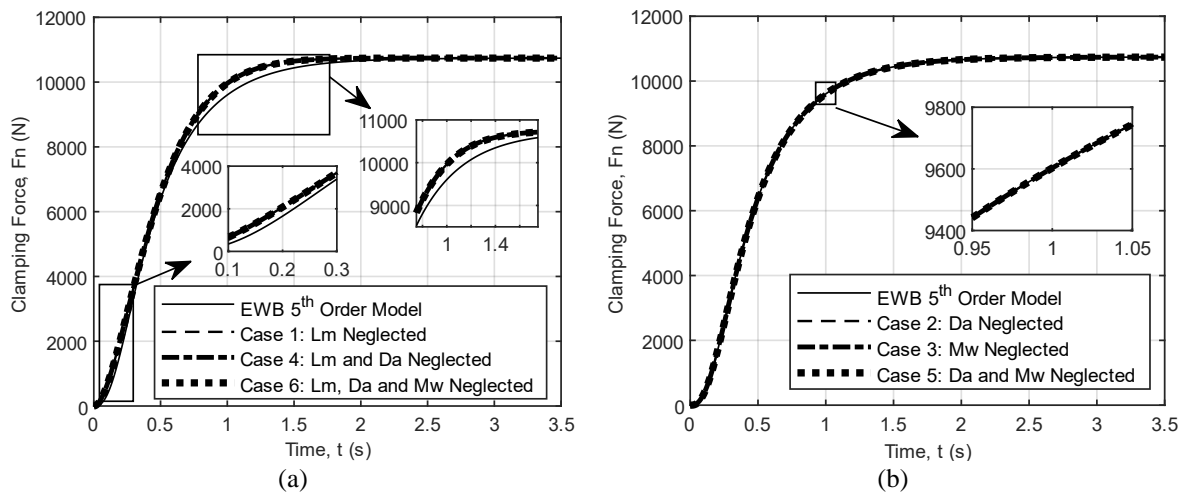 12000
10000
8000
6000
4000
2000
0
Clamping Force, Fn (N)
11000
10000
9000
1
1.4
4000
2000
0
0.1
0.2
0.3
EWB 5th Order Model
Case 1: Lm Neglected
Case 4: Lm and Da Neglected
Case 6: Lm, Da and Mw Neglected
0 0.5 1 1.5 2 2.5 3 3.5
Time, t (s)
(a)
12000
10000
8000
6000
4000
2000
0
Clamping Force, Fn (N)
9800
9600
9400
0.95 1 1.05
EWB 5th Order Model
Case 2: Da Neglected
Case 3: Mw Neglected
Case 5: Da and Mw Neglected
0 0.5 1 1.5 2 2.5 3 3.5
Time, t (s)
(b)